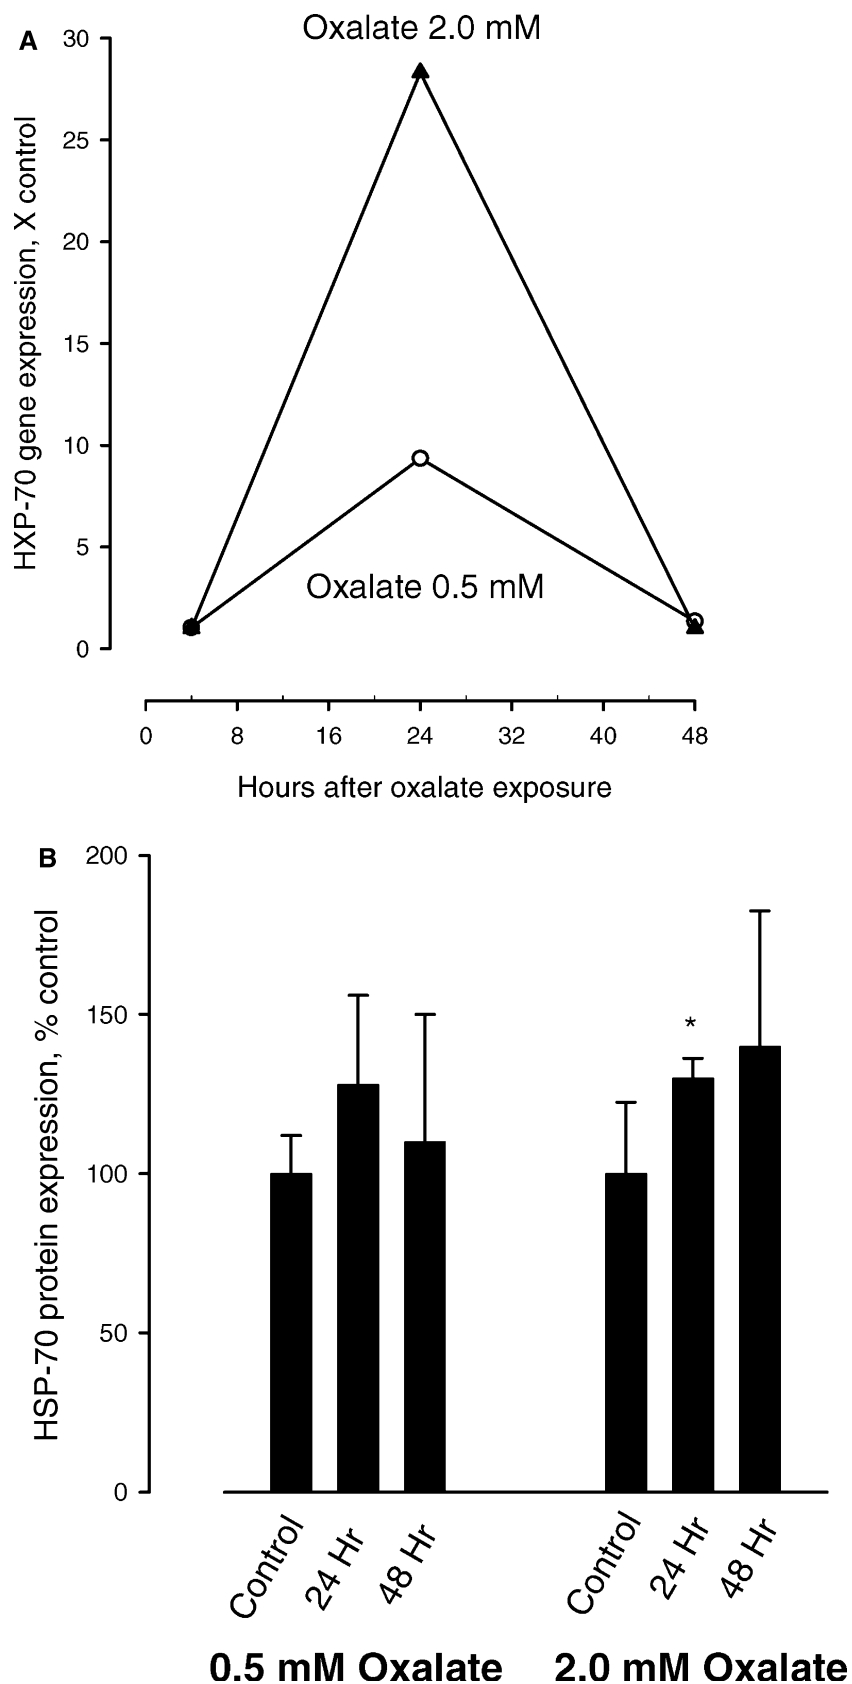 A
Oxalate 2.0 mM
30
25
20
15
10
5
0
HXP-70 gene expression, X control
Oxalate 0.5 mM
0 8 16 24 32 40 48
Hours after oxalate exposure
B
200
150
100
50
0
HSP-70 protein expression, % control
*
Control 24 Hr 48 Hr Control 24 Hr 48 Hr
0.5 mM Oxalate 2.0 mM Oxalate